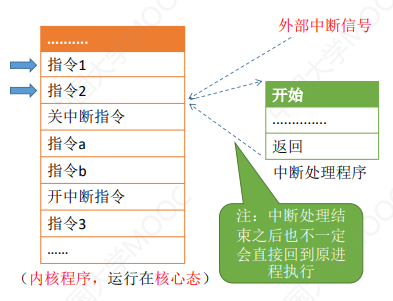 外部中断信号
..........
指令1
指令2
关中断指令
指令a
指令b
开中断指令
指令3
......
（内核程序，运行在核心态）
开始
..............
返回
中断处理程序
注：中断处理结
束之后也不一定
会直接回到原进
程执行